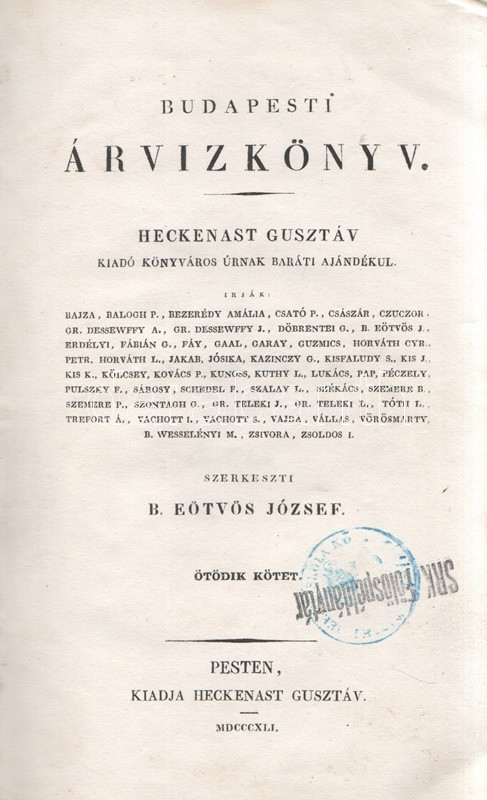 BUDAPESTI
ÁRVIZKÖNYV.
HECKENAST GUSZTÁV
KIADÓ KÖNYVÁROS ÚRNAK BARÁTI AJÁNDÉKUL.
IRJÁK:
BAJZA, BALOGH P., BEZERÉDY AMÁLIA, CSATÓ P., CSÁSZÁR, CZUCZOR,
GR. DESSEWFFY A., GR. DESSEWFFY J., DÖBRENTEI G., B. EÖTVÖS J.,
ERDÉLYI, FÁBIÁN G., FÁY, GAAL, GARAY, GUZMICS, HORVÁTH CYR.,
PETR. HORVÁTH L., JAKAB, JÓSIKA, KAZINCZY G., KISFALUDY S., KIS J.,
KIS K., KÖLCSEY, KOVÁCS P., KUNOSS, KUTHY L., LUKÁCS, PAP, PÉCZELY,
PULSZKY F., SÁROSY, SCHEDEL F., SZALAY L., SZÉKÁCS, SZEMERE B.,
SZEMERE P., SZONTAGH G., GR. TELEKI J., GR. TELEKI L., TÓTH L.,
TREFORT Á., VACHOTT I., VACHOTT S., VAJDA, VÁLLAS, VÖRÖSMARTY,
B. WESSELÉNYI M., ZSIVORA, ZSOLDOS I.
SZERKESZTI
B. EÖTVÖS JÓZSEF.
ÖTÖDIK KÖTET.
SRK Fölöspéldánytár
PESTEN,
KIADJA HECKENAST GUSZTÁV.
MDCCCXLI.